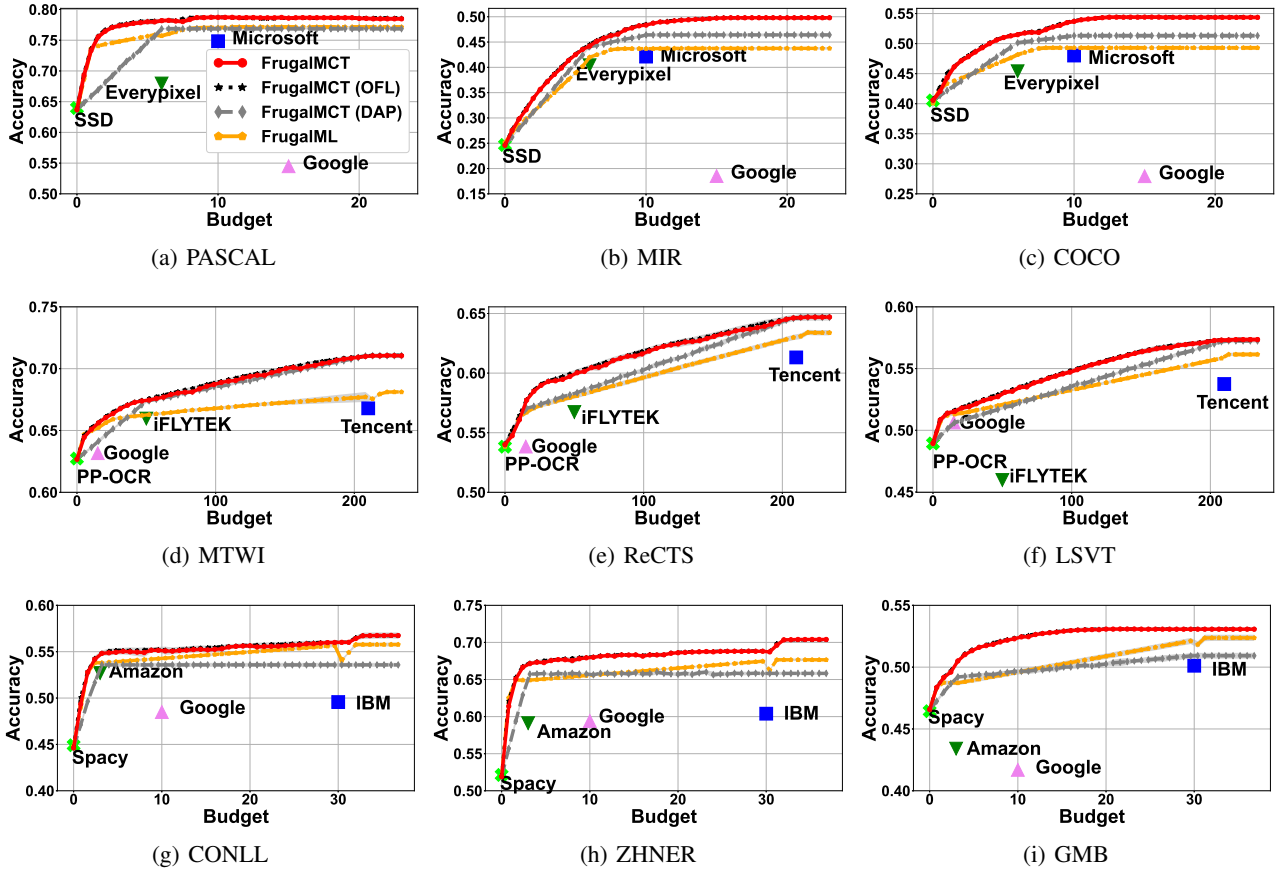 0.80
0.75
0.70
0.65
0.60
0.55
0.50
Accuracy
Microsoft
FrugalMCT
FrugalMCT (OFL)
FrugalMCT (DAP)
FrugalML
Everypixel
SSD
Google
0 10 20
Budget
(a) PASCAL
0.50
0.45
0.40
0.35
0.30
0.25
0.20
0.15
Accuracy
Microsoft
Everypixel
SSD
Google
0 10 20
Budget
(b) MIR
0.55
0.50
0.45
0.40
0.35
0.30
0.25
Accuracy
Microsoft
Everypixel
SSD
Google
0 10 20
Budget
(c) COCO
0.75
0.70
0.65
0.60
Accuracy
iFLYTEK
Tencent
Google
PP-OCR
0 100 200
Budget
(d) MTWI
0.65
0.60
0.55
0.50
Accuracy
Tencent
iFLYTEK
Google
PP-OCR
0 100 200
Budget
(e) ReCTS
0.60
0.55
0.50
0.45
Accuracy
Tencent
Google
PP-OCR
iFLYTEK
0 100 200
Budget
(f) LSVT
0.60
0.55
0.50
0.45
0.40
Accuracy
Amazon
Google
IBM
Spacy
0 10 20 30
Budget
(g) CONLL
0.75
0.70
0.65
0.60
0.55
0.50
Accuracy
Amazon
Google
IBM
Spacy
0 10 20 30
Budget
(h) ZHNER
0.55
0.50
0.45
0.40
Accuracy
IBM
Spacy
Amazon
Google
0 10 20 30
Budget
(i) GMB